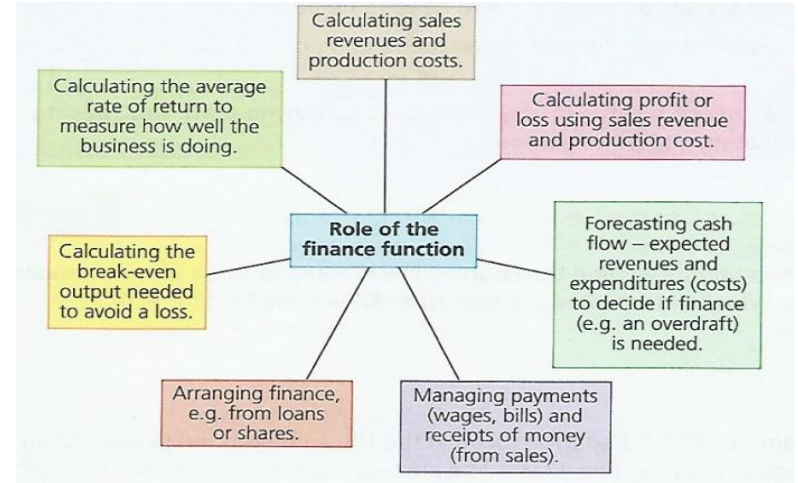 Calculating sales
revenues and
production costs.
Calculating the average
rate of return to
measure how well the
business is doing.
Calculating profit or
loss using sales revenue
and production cost.
Role of the
finance function
Forecasting cash
flow – expected
revenues and
expenditures (costs)
to decide if finance
(e.g. an overdraft)
is needed.
Calculating the
break-even
output needed
to avoid a loss.
Arranging finance,
e.g. from loans
or shares.
Managing payments
(wages, bills) and
receipts of money
(from sales).